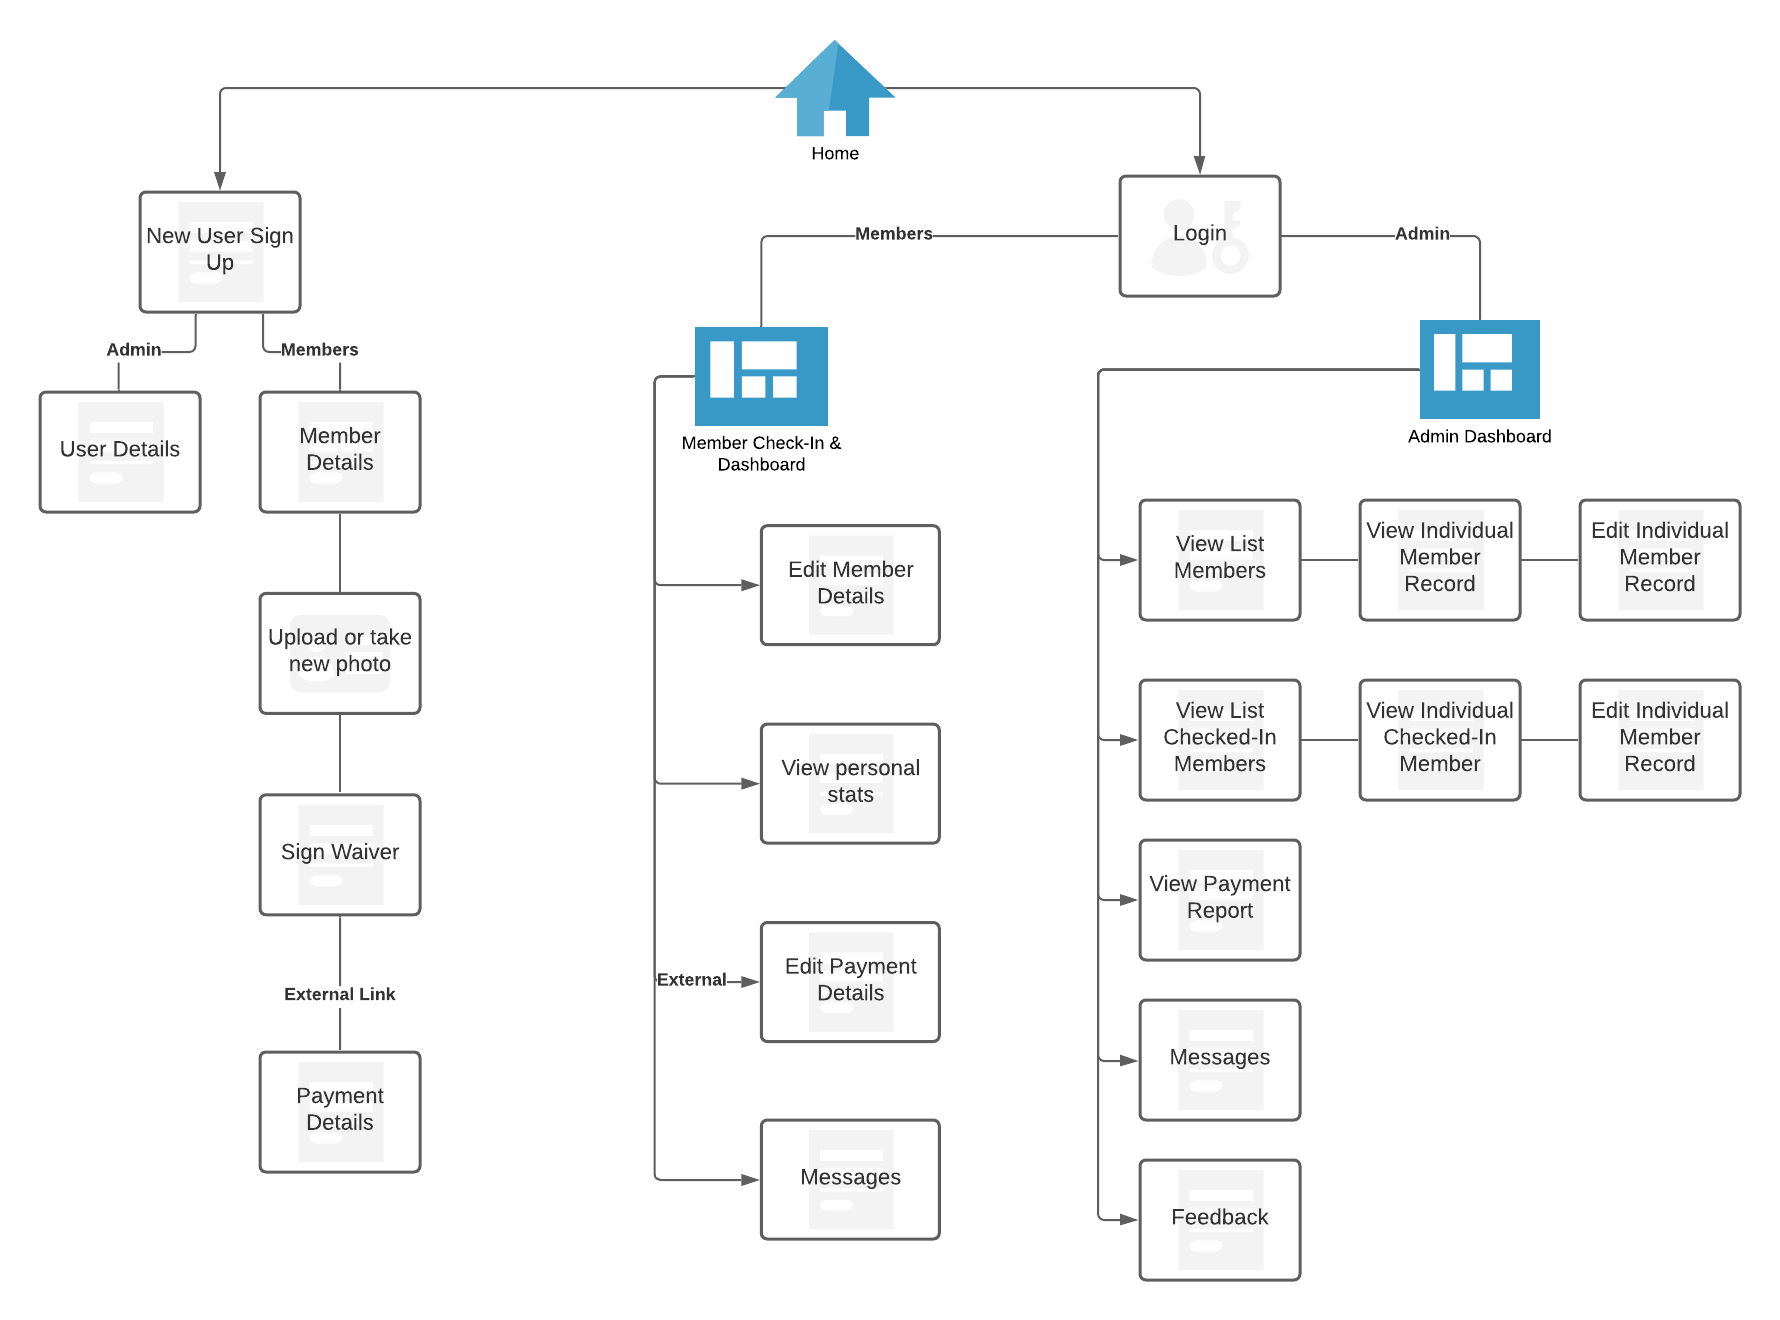 Home
New User Sign
Up
Login
Members
Admin
Admin
Members
User Details
Member
Details
Member Check-In &
Dashboard
Admin Dashboard
Upload or take
new photo
Sign Waiver
External Link
Payment
Details
Edit Member
Details
View personal
stats
External
Edit Payment
Details
Messages
View List
Members
View Individual
Member
Record
Edit Individual
Member
Record
View List
Checked-In
Members
View Individual
Checked-In
Member
Edit Individual
Member
Record
View Payment
Report
Messages
Feedback